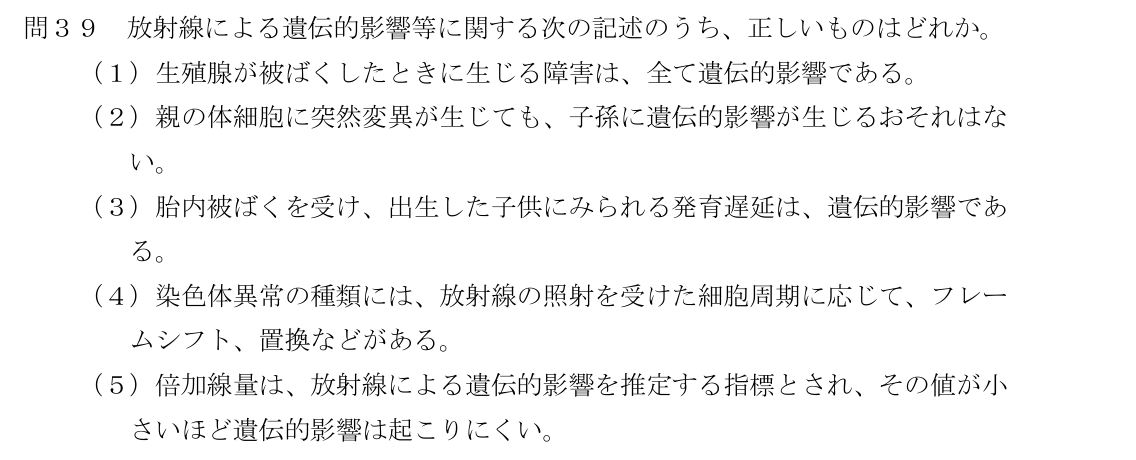 問３９　放射線による遺伝的影響等に関する次の記述のうち、正しいものはどれか。
（１）生殖腺が被ばくしたときに生じる障害は、全て遺伝的影響である。
（２）親の体細胞に突然変異が生じても、子孫に遺伝的影響が生じるおそれはな
い。
（３）胎内被ばくを受け、出生した子供にみられる発育遅延は、遺伝的影響であ
る。
（４）染色体異常の種類には、放射線の照射を受けた細胞周期に応じて、フレー
ムシフト、置換などがある。
（５）倍加線量は、放射線による遺伝的影響を推定する指標とされ、その値が小
さいほど遺伝的影響は起こりにくい。